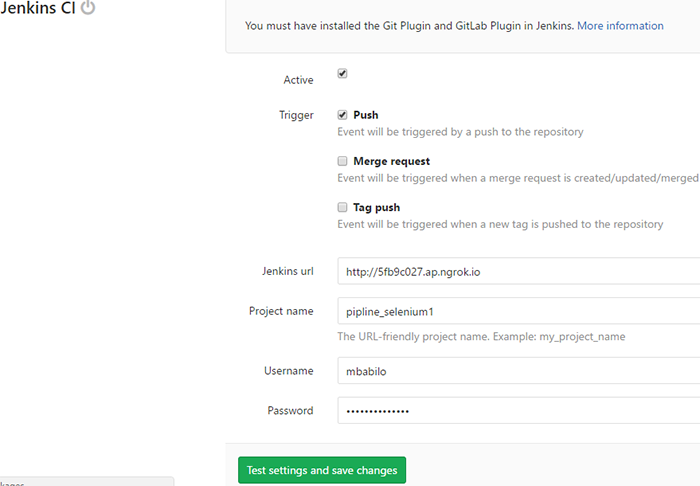 Jenkins CI
You must have installed the Git Plugin and GitLab Plugin in Jenkins. More information
Active
Trigger
Push
Event will be triggered by a push to the repository
Merge request
Event will be triggered when a merge request is created/updated/merged
Tag push
Event will be triggered when a new tag is pushed to the repository
Jenkins url
http://5fb9c027.ap.ngrok.io
Project name
pipline_selenium1
The URL-friendly project name. Example: my_project_name
Username
mbabilo
Password
••••••••••••••
Test settings and save changes